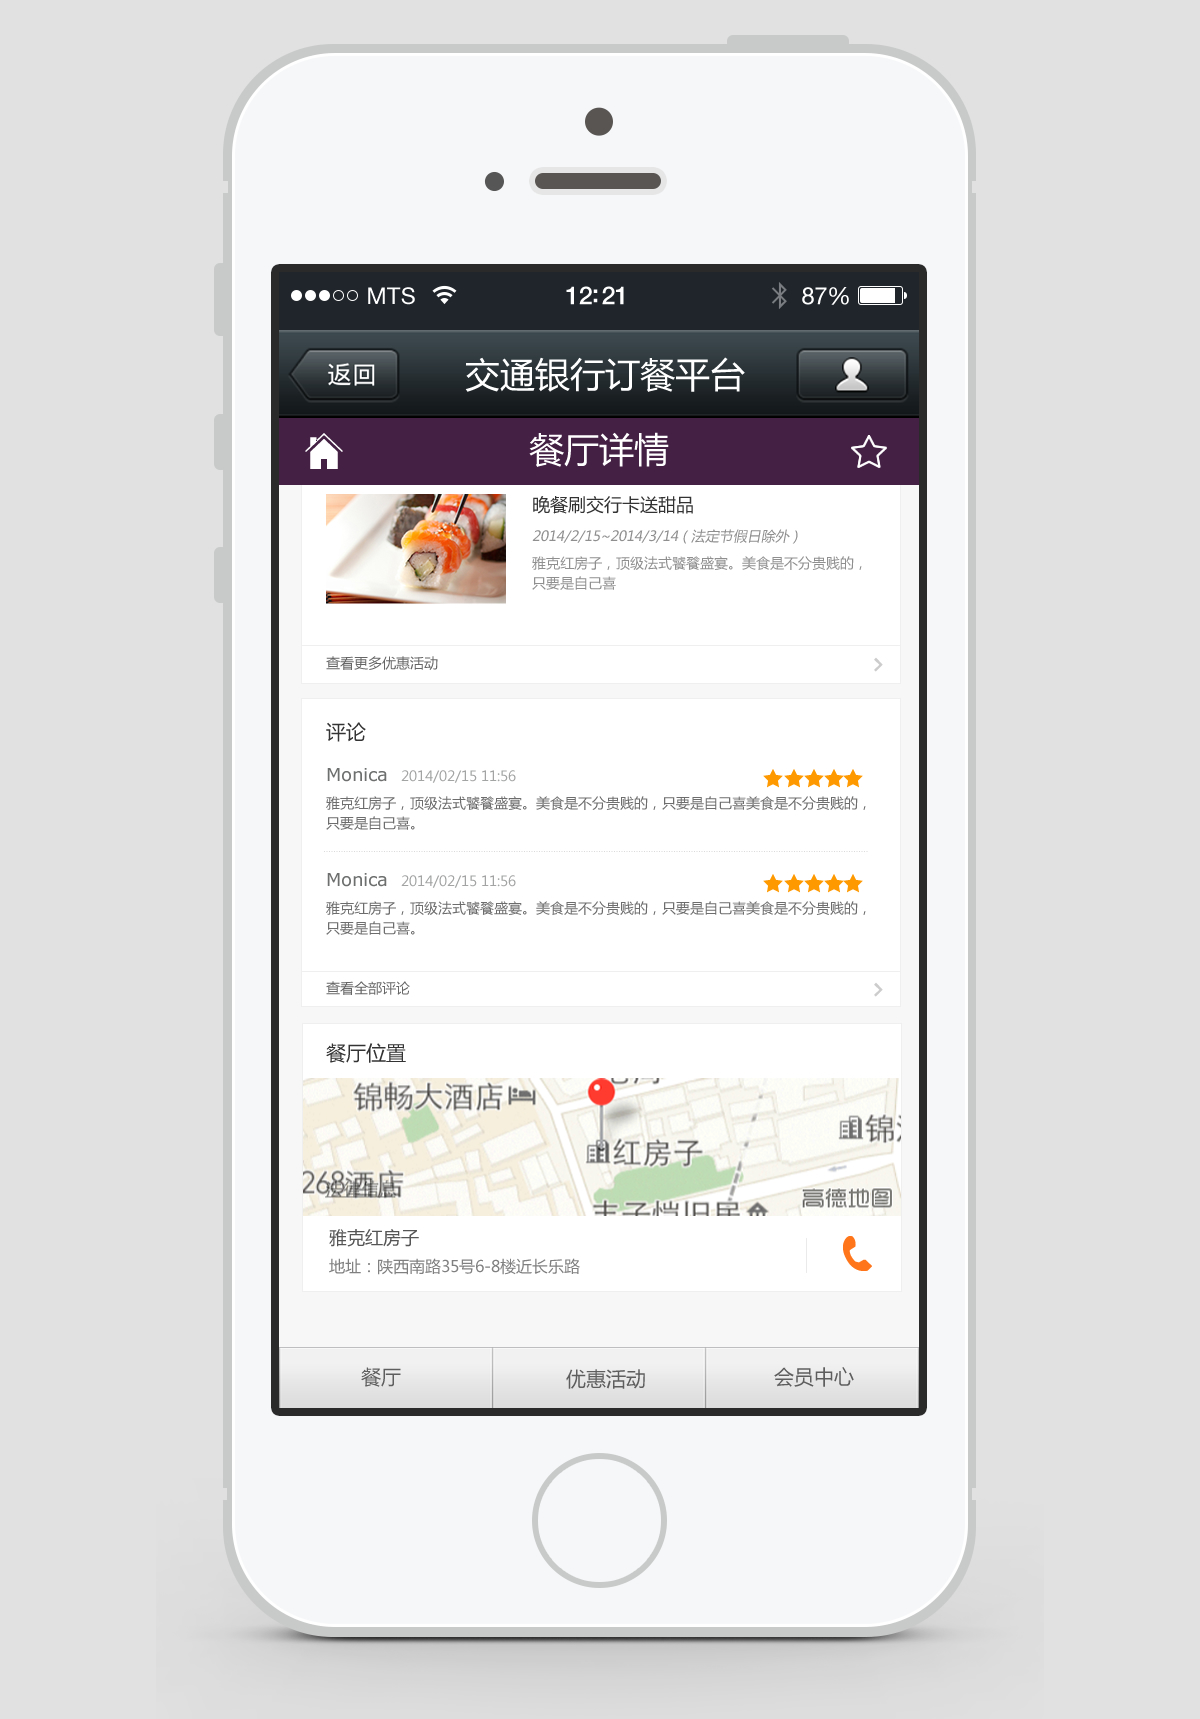 MTS 12:21 87%
返回 交通银行订餐平台
餐厅详情
晚餐刷交行卡送甜品
2014/2/15~2014/3/14 ( 法定节假日除外 )
雅克红房子，顶级法式饕餮盛宴。美食是不分贵贱的，
只要是自己喜
查看更多优惠活动
评论
Monica 2014/02/15 11:56
雅克红房子，顶级法式饕餮盛宴。美食是不分贵贱的，只要是自己喜美食是不分贵贱的，
只要是自己喜。
Monica 2014/02/15 11:56
雅克红房子，顶级法式饕餮盛宴。美食是不分贵贱的，只要是自己喜美食是不分贵贱的，
只要是自己喜。
查看全部评论
餐厅位置
锦畅大酒店
锦江
红房子
268酒店
高德地图
丰子恺旧居
雅克红房子
地址：陕西南路35号6-8楼近长乐路
餐厅 优惠活动 会员中心